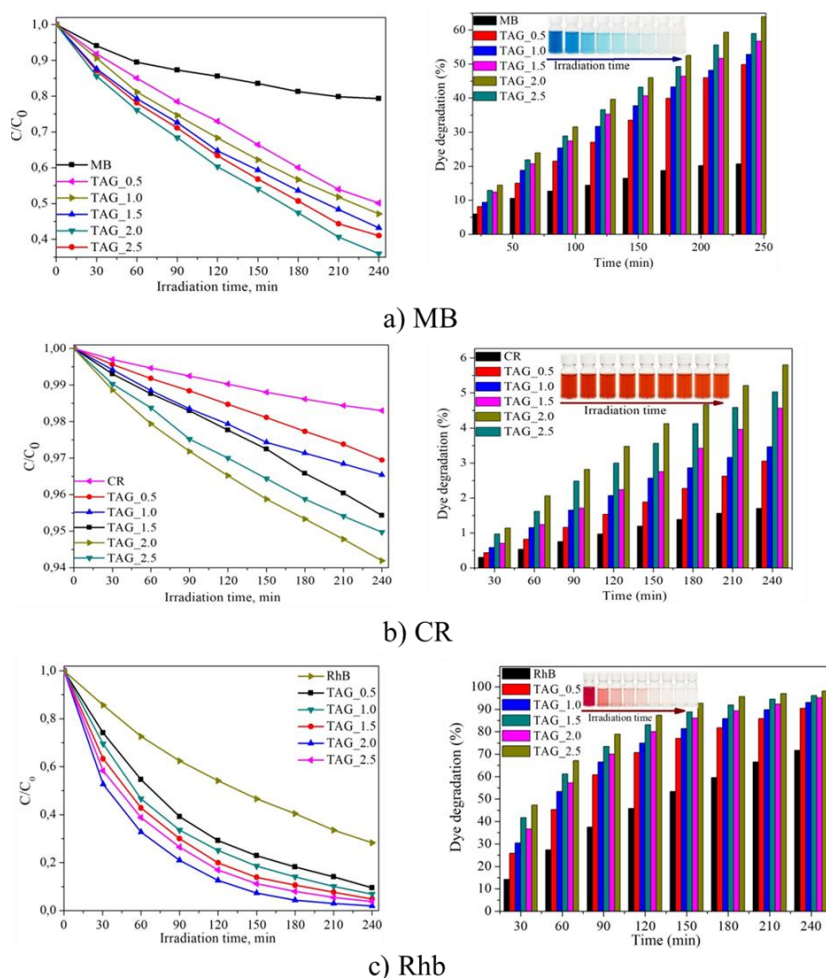 1,0
0,9
0,8
0,7
0,6
0,5
0,4
C/C0
MB
TAG_0.5
TAG_1.0
TAG_1.5
TAG_2.0
TAG_2.5
0 30 60 90 120 150 180 210 240
Irradiation time, min
60
50
40
30
20
10
0
Dye degradation (%)
MB
TAG_0.5
TAG_1.0
TAG_1.5
TAG_2.0
TAG_2.5
Irradiation time
50 100 150 200 250
Time (min)
a) MB
1,00
0,99
0,98
0,97
0,96
0,95
0,94
C/C0
CR
TAG_0.5
TAG_1.0
TAG_1.5
TAG_2.0
TAG_2.5
0 30 60 90 120 150 180 210 240
Irradiation time, min
6
5
4
3
2
1
0
Dye degradation (%)
CR
TAG_0.5
TAG_1.0
TAG_1.5
TAG_2.0
TAG_2.5
Irradiation time
30 60 90 120 150 180 210 240
Time (min)
b) CR
1,0
0,8
0,6
0,4
0,2
0,0
C/C0
RhB
TAG_0.5
TAG_1.0
TAG_1.5
TAG_2.0
TAG_2.5
0 30 60 90 120 150 180 210 240
Irradiation time, min
100
90
80
70
60
50
40
30
20
10
0
Dye degradation (%)
RhB
TAG_0.5
TAG_1.0
TAG_1.5
TAG_2.0
TAG_2.5
Irradiation time
30 60 90 120 150 180 210 240
Time (min)
c) Rhb